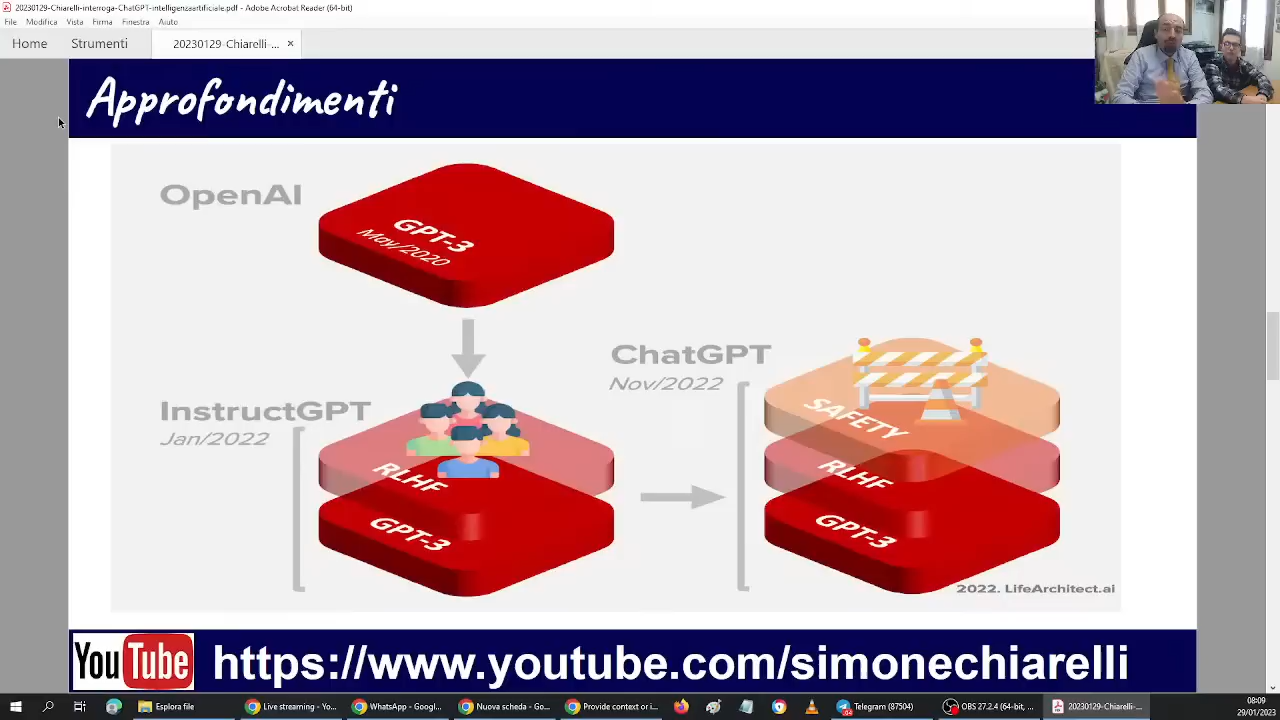 20230129-Chiarelli-interroga-ChatGPT-intelligenzaartificiale.pdf - Adobe Acrobat Reader (64-bit)
File Modifica Vista Firma Finestra Aiuto
Home Strumenti 20230129-Chiarelli-... ×
Approfondimenti
OpenAI
GPT-3
May/2020
InstructGPT
Jan/2022
RLHF
GPT-3
ChatGPT
Nov/2022
SAFETY
RLHF
GPT-3
2022. LifeArchitect.ai
YouTube https://www.youtube.com/simonechiarelli
Esplora file
Live streaming - Yo...
WhatsApp - Googl...
Nuova scheda - Go...
Provide context or i...
Telegram (87504)
OBS 27.2.4 (64-bit, ...
20230129-Chiarelli-...
08:09
29/01/2023